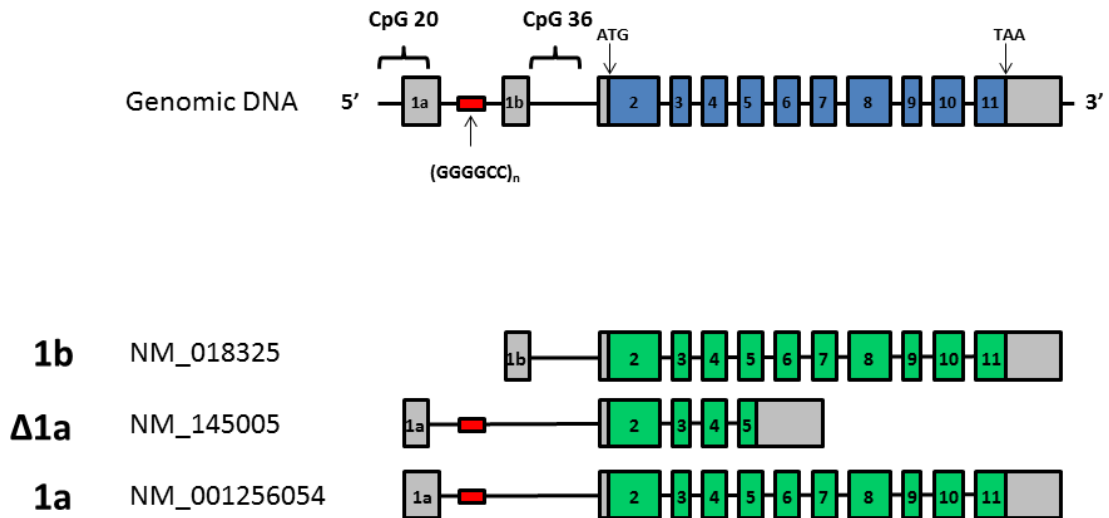 CpG 20 CpG 36
ATG TAA
Genomic DNA 5’ 1a 1b 2 3 4 5 6 7 8 9 10 11 3’
(GGGGCC)n
1b NM_018325 1b 2 3 4 5 6 7 8 9 10 11
Δ1a NM_145005 1a 2 3 4 5
1a NM_001256054 1a 2 3 4 5 6 7 8 9 10 11